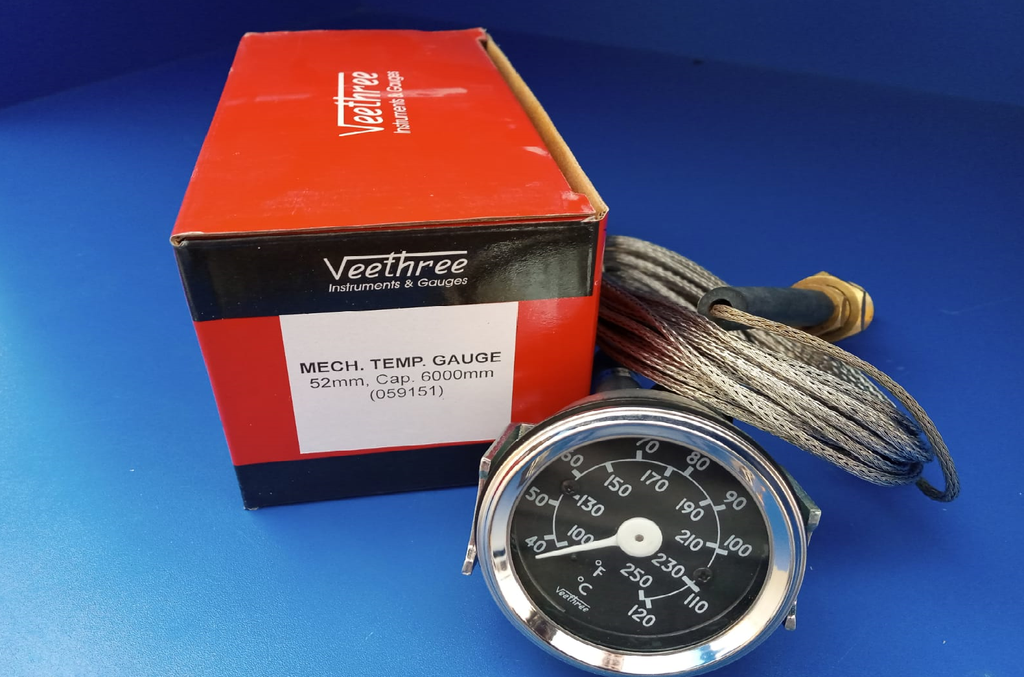 Veethree
Instruments & Gauges
Veethree
Instruments & Gauges
MECH. TEMP. GAUGE
52mm, Cap. 6000mm
(059151)
40 50 60 70 80 90 100 110 120
100 130 150 170 190 210 230 250
°F
°C
Veethree